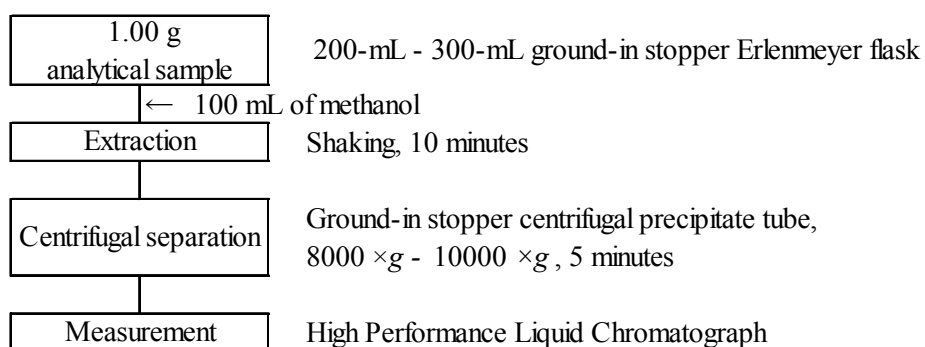 1.00 g
analytical sample
200-mL - 300-mL ground-in stopper Erlenmeyer flask
← 100 mL of methanol
Extraction
Shaking, 10 minutes
Centrifugal separation
Ground-in stopper centrifugal precipitate tube,
8000 ×g - 10000 ×g , 5 minutes
Measurement
High Performance Liquid Chromatograph